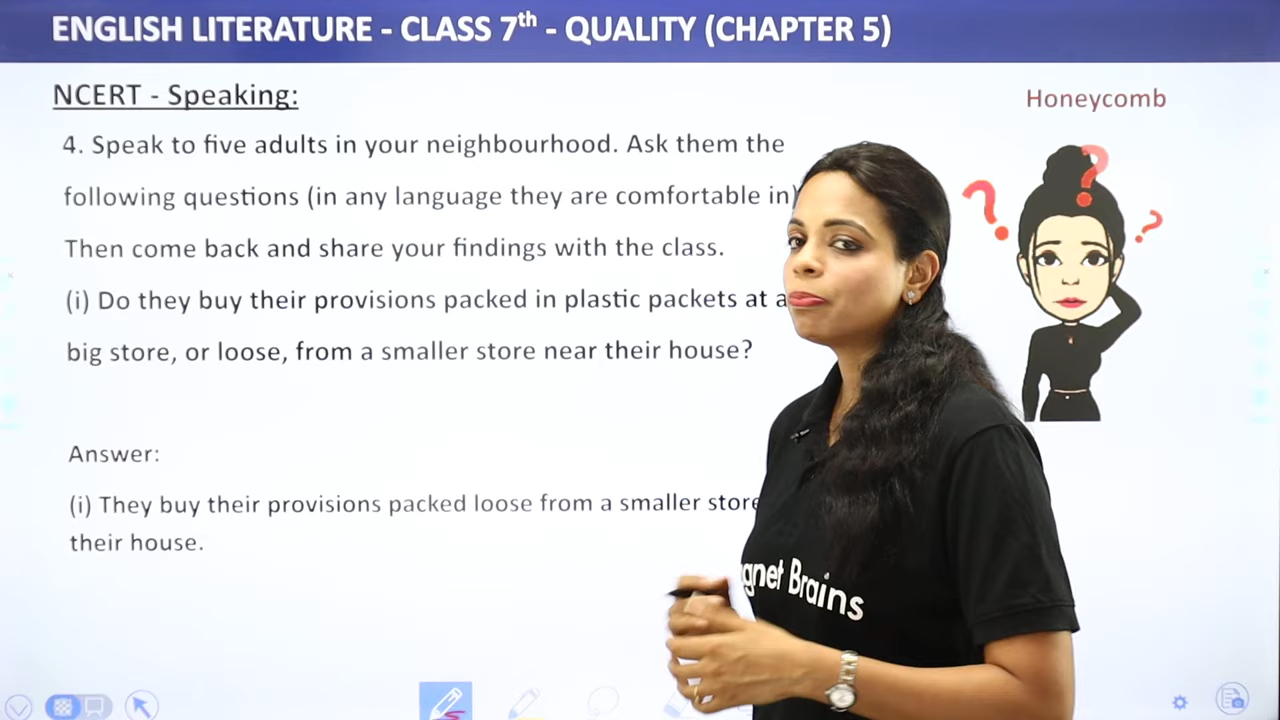 ENGLISH LITERATURE - CLASS 7th - QUALITY (CHAPTER 5)
NCERT - Speaking:
Honeycomb
4. Speak to five adults in your neighbourhood. Ask them the
following questions (in any language they are comfortable in)
Then come back and share your findings with the class.
(i) Do they buy their provisions packed in plastic packets at a
big store, or loose, from a smaller store near their house?
Answer:
(i) They buy their provisions packed loose from a smaller store
their house.
gnet Brains